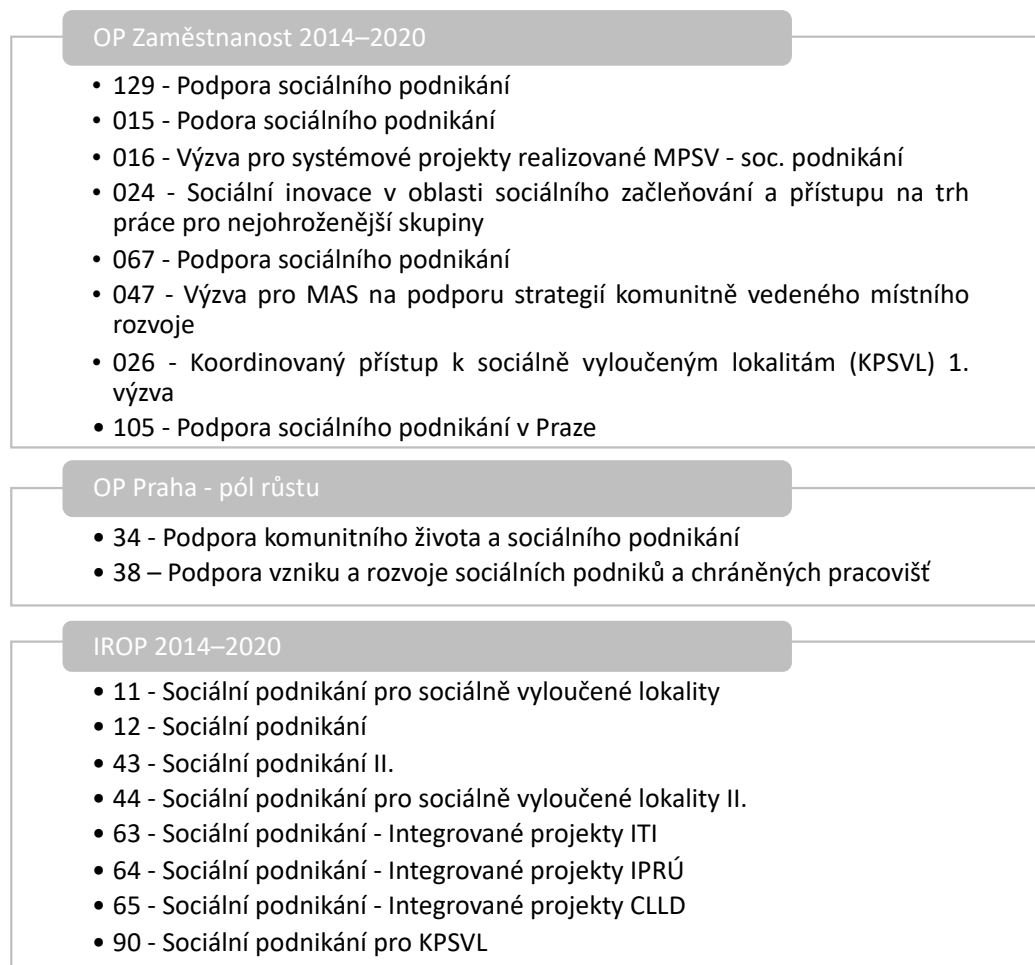 OP Zaměstnanost 2014–2020
• 129 - Podpora sociálního podnikání
• 015 - Podora sociálního podnikání
• 016 - Výzva pro systémové projekty realizované MPSV - soc. podnikání
• 024 - Sociální inovace v oblasti sociálního začleňování a přístupu na trh
práce pro nejohroženější skupiny
• 067 - Podpora sociálního podnikání
• 047 - Výzva pro MAS na podporu strategií komunitně vedeného místního
rozvoje
• 026 - Koordinovaný přístup k sociálně vyloučeným lokalitám (KPSVL) 1.
výzva
• 105 - Podpora sociálního podnikání v Praze
OP Praha - pól růstu
• 34 - Podpora komunitního života a sociálního podnikání
• 38 – Podpora vzniku a rozvoje sociálních podniků a chráněných pracovišť
IROP 2014–2020
• 11 - Sociální podnikání pro sociálně vyloučené lokality
• 12 - Sociální podnikání
• 43 - Sociální podnikání II.
• 44 - Sociální podnikání pro sociálně vyloučené lokality II.
• 63 - Sociální podnikání - Integrované projekty ITI
• 64 - Sociální podnikání - Integrované projekty IPRÚ
• 65 - Sociální podnikání - Integrované projekty CLLD
• 90 - Sociální podnikání pro KPSVL